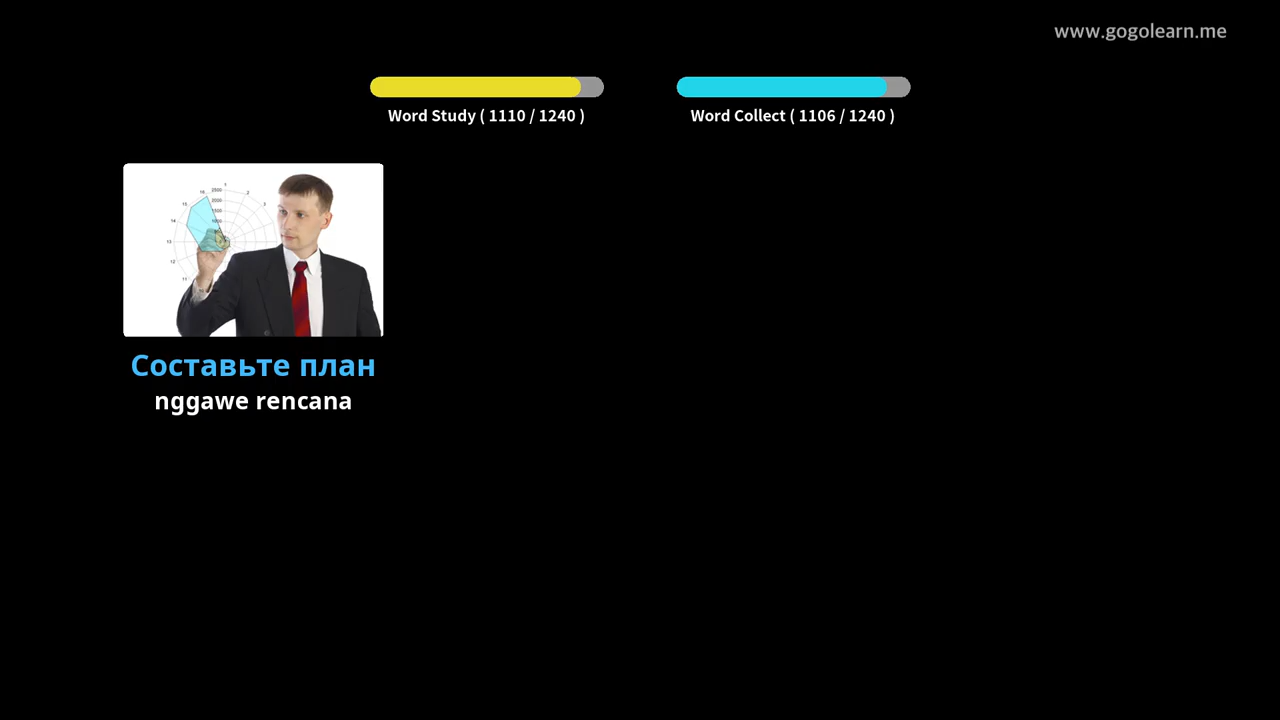 www.gogolearn.me
Word Study ( 1110 / 1240 )
Word Collect ( 1106 / 1240 )
Составьте план
nggawe rencana